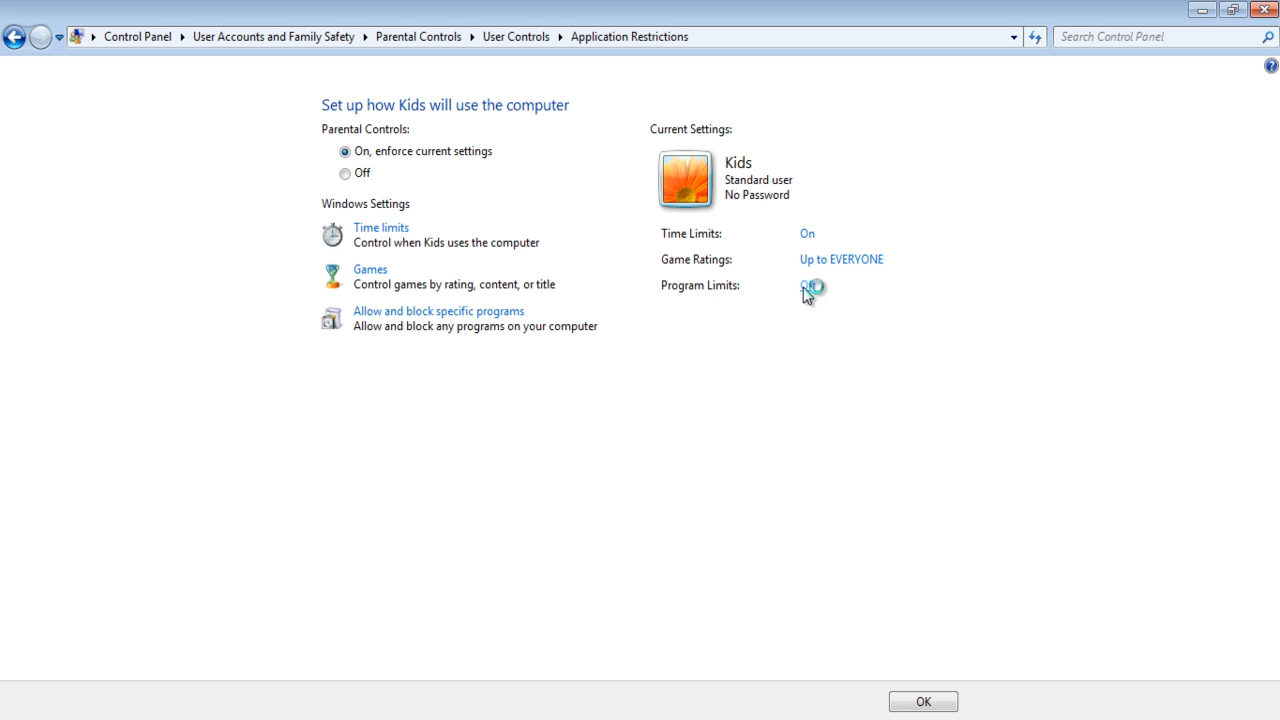 Control Panel User Accounts and Family Safety Parental Controls User Controls Application Restrictions Search Control Panel
Set up how Kids will use the computer
Parental Controls:
On, enforce current settings
Off
Windows Settings
Time limits
Control when Kids uses the computer
Games
Control games by rating, content, or title
Allow and block specific programs
Allow and block any programs on your computer
Current Settings:
Kids
Standard user
No Password
Time Limits: On
Game Ratings: Up to EVERYONE
Program Limits:
OK